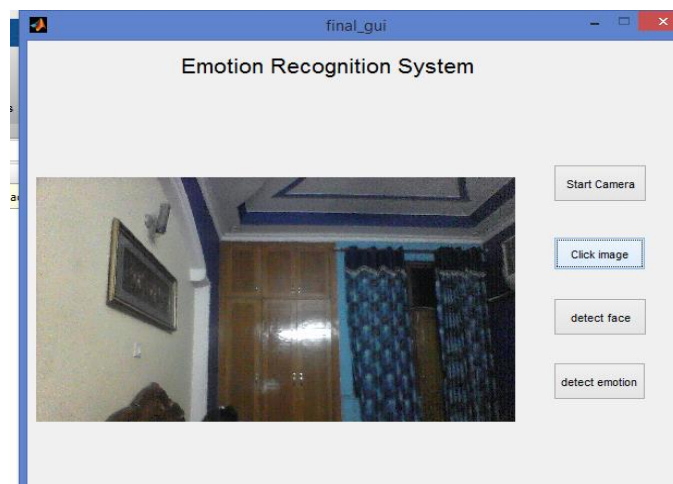 final_gui
Emotion Recognition System
Start Camera
Click image
detect face
detect emotion